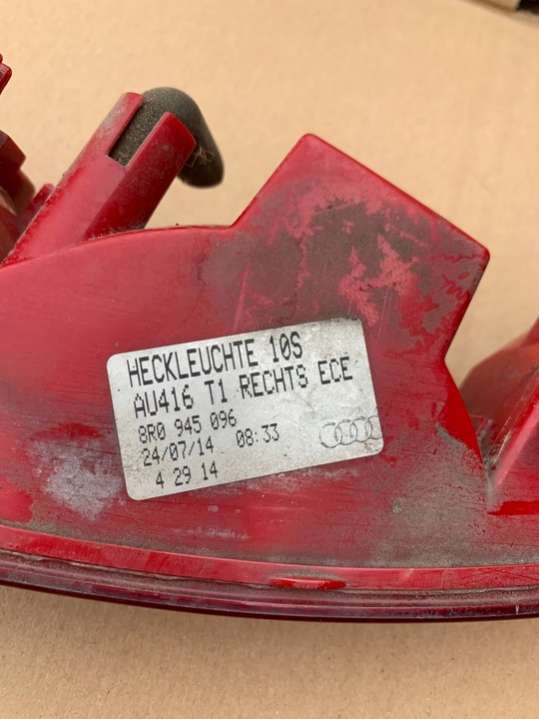 HECKLEUCHTE 10S
AU416 T1 RECHTS ECE
8R0 945 096
24/07/14 08:33
4 29 14